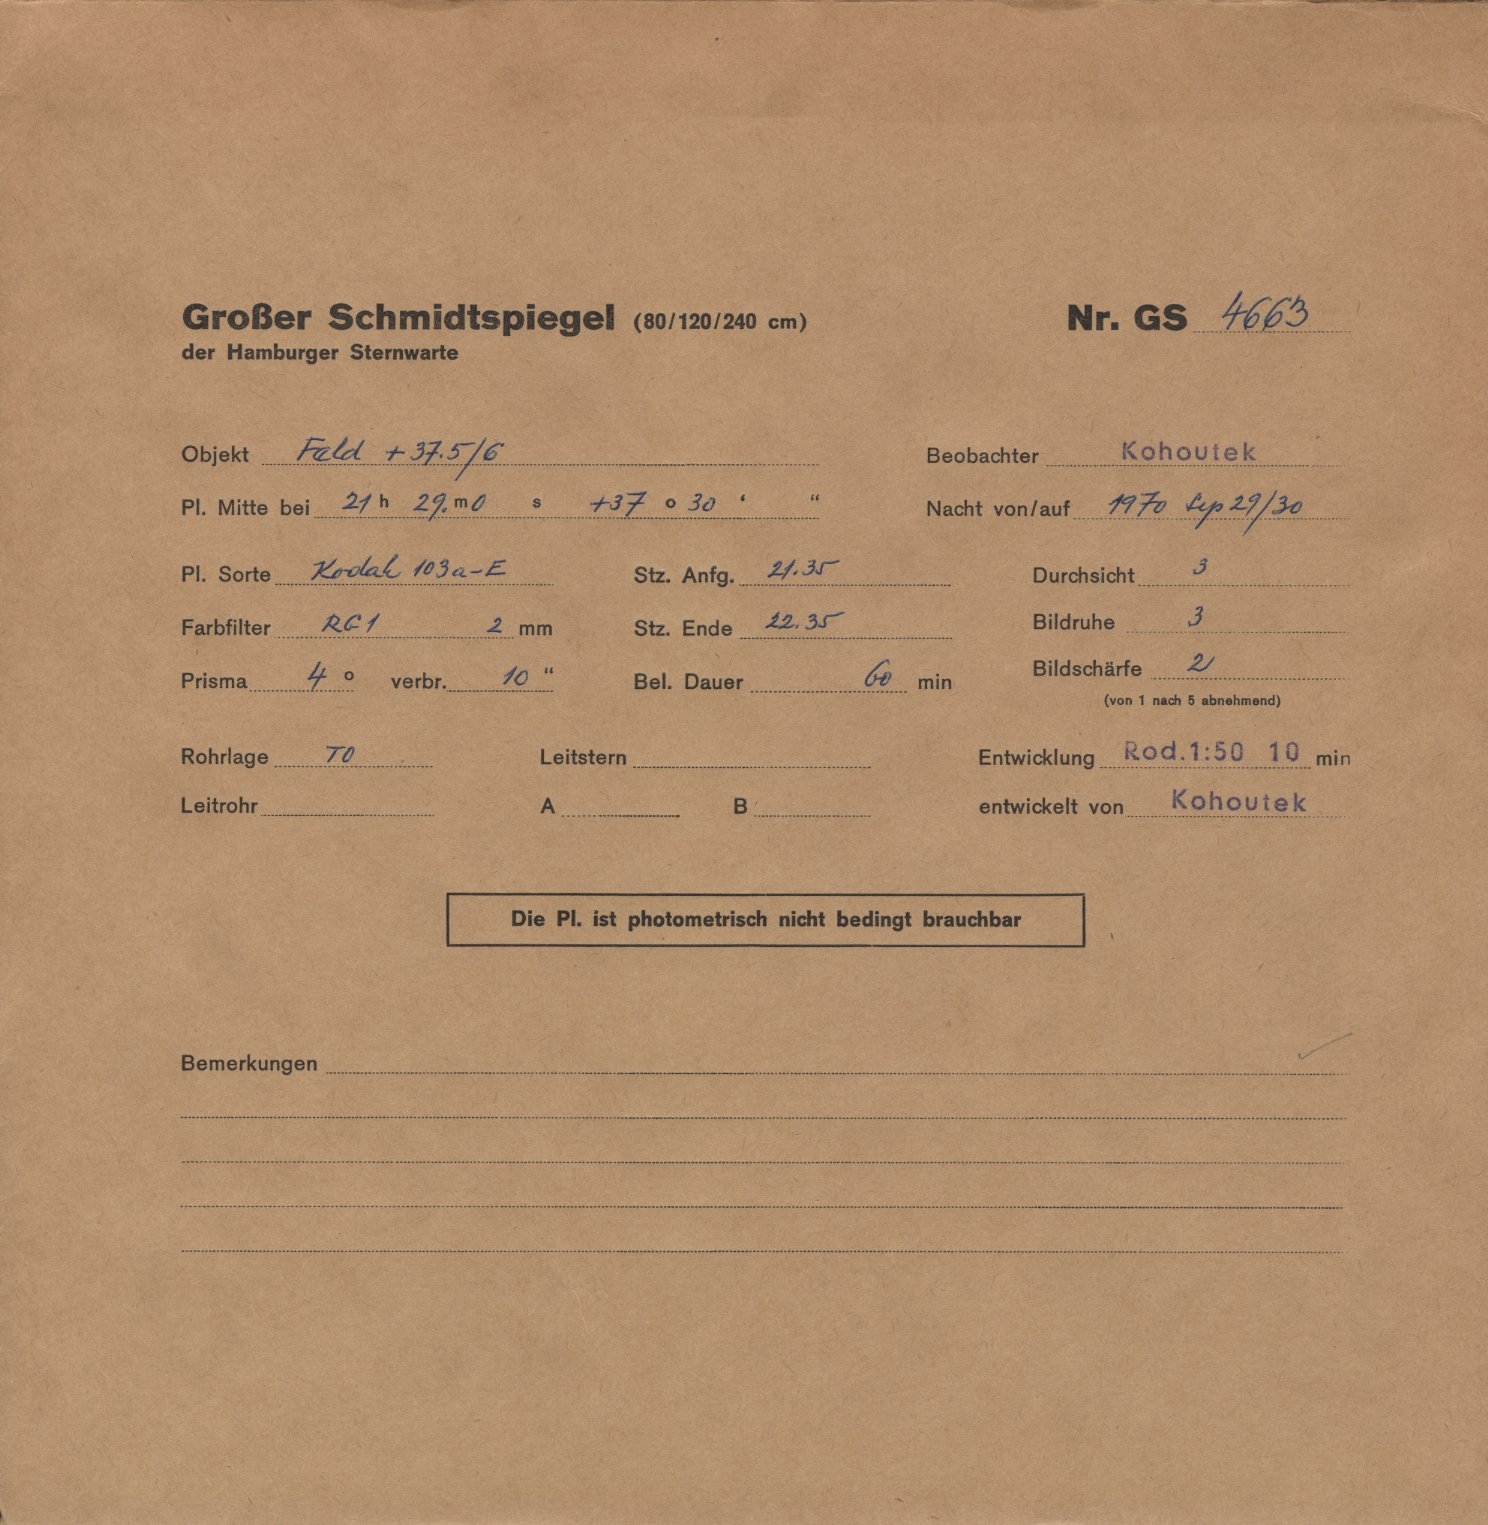 Großer Schmidtspiegel (80/120/240 cm) Nr. GS 4663
der Hamburger Sternwarte
Objekt Feld +37.5/6 Beobachter Kohoutek
Pl. Mitte bei 21 h 29. m 0 s +37 o 30 ‘ “ Nacht von/auf 1970 Sep 29/30
Pl. Sorte Kodak 103a-E Stz. Anfg. 21.35 Durchsicht 3
Farbfilter RG1 2 mm Stz. Ende 22.35 Bildruhe 3
Prisma 4 o verbr. 10 “ Bel. Dauer 60 min Bildschärfe 2
(von 1 nach 5 abnehmend)
Rohrlage TO Leitstern Entwicklung Rod.1:50 10 min
Leitrohr A B entwickelt von Kohoutek
Die Pl. ist photometrisch nicht bedingt brauchbar
Bemerkungen